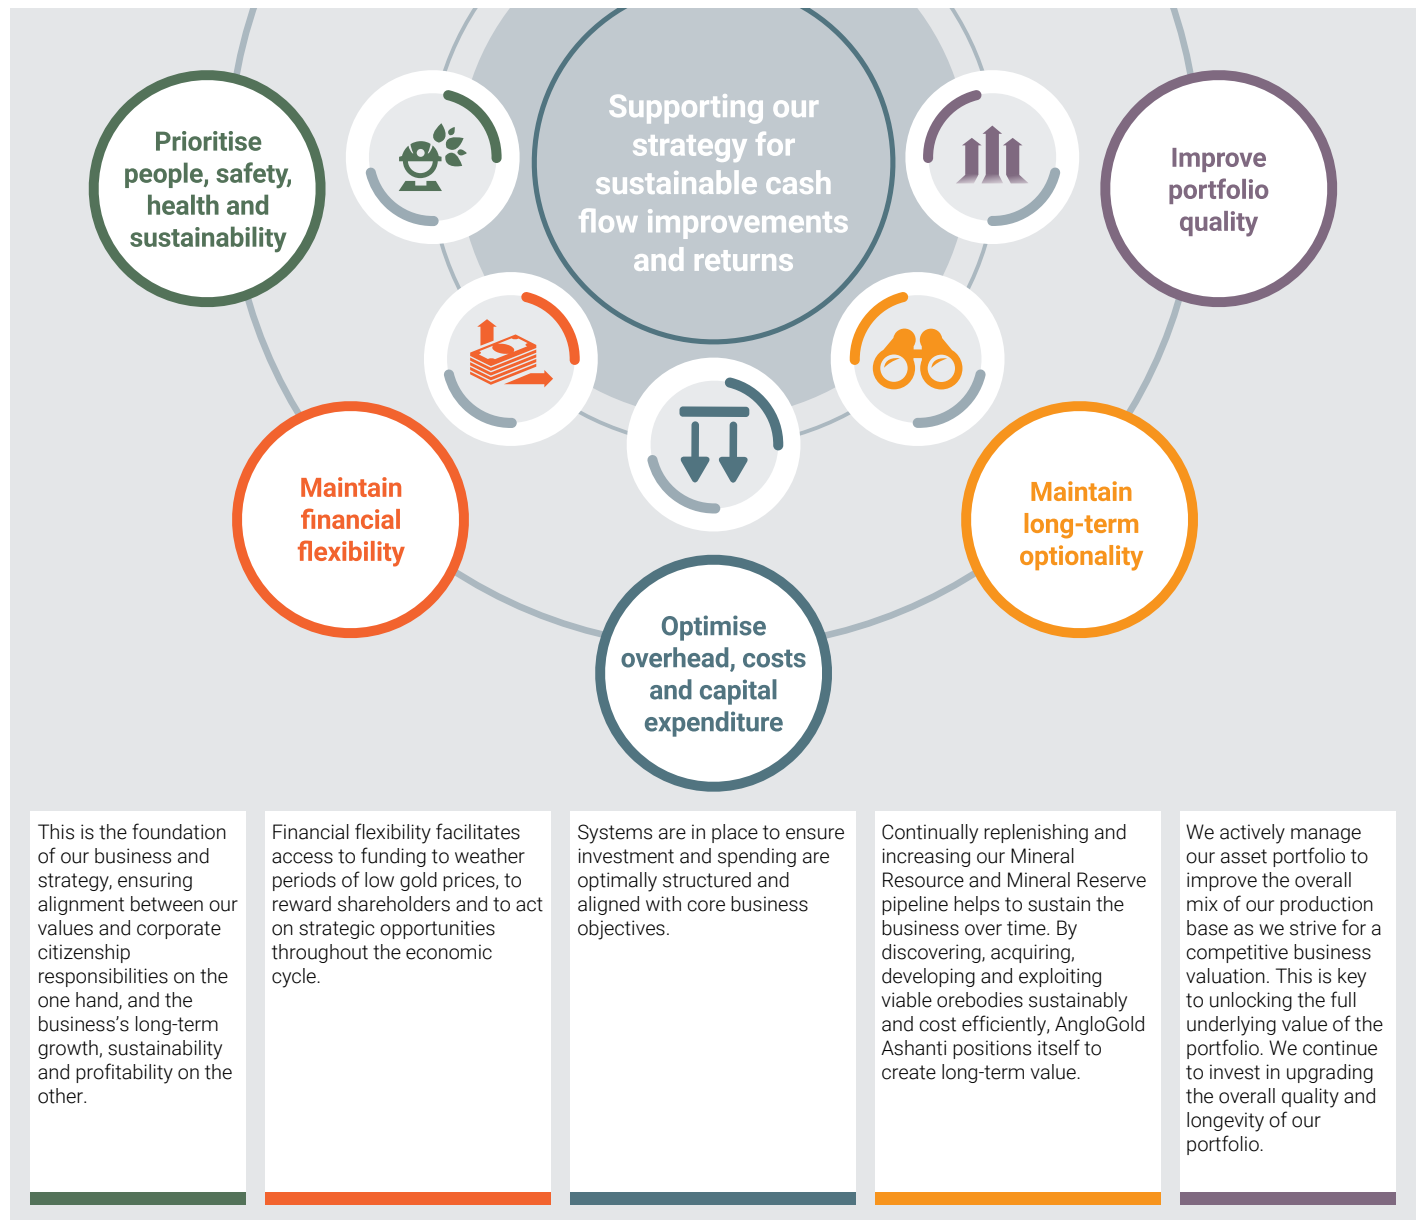 Supporting our
strategy for
sustainable cash
flow improvements
and returns
Prioritise
people, safety,
health and
sustainability
Improve
portfolio
quality
Maintain
financial
flexibility
Maintain
long-term
optionality
Optimise
overhead, costs
and capital
expenditure
This is the foundation
of our business and
strategy, ensuring
alignment between our
values and corporate
citizenship
responsibilities on the
one hand, and the
business’s long-term
growth, sustainability
and profitability on the
other.
Financial flexibility facilitates
access to funding to weather
periods of low gold prices, to
reward shareholders and to act
on strategic opportunities
throughout the economic
cycle.
Systems are in place to ensure
investment and spending are
optimally structured and
aligned with core business
objectives.
Continually replenishing and
increasing our Mineral
Resource and Mineral Reserve
pipeline helps to sustain the
business over time. By
discovering, acquiring,
developing and exploiting
viable orebodies sustainably
and cost efficiently, AngloGold
Ashanti positions itself to
create long-term value.
We actively manage
our asset portfolio to
improve the overall
mix of our production
base as we strive for a
competitive business
valuation. This is key
to unlocking the full
underlying value of the
portfolio. We continue
to invest in upgrading
the overall quality and
longevity of our
portfolio.